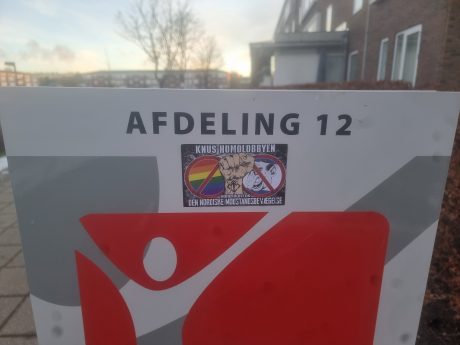 AFDELING 12
KNUS HOMOLOBBYEN
DEN NORDISKE MODSTANDSBEVÆGELSE